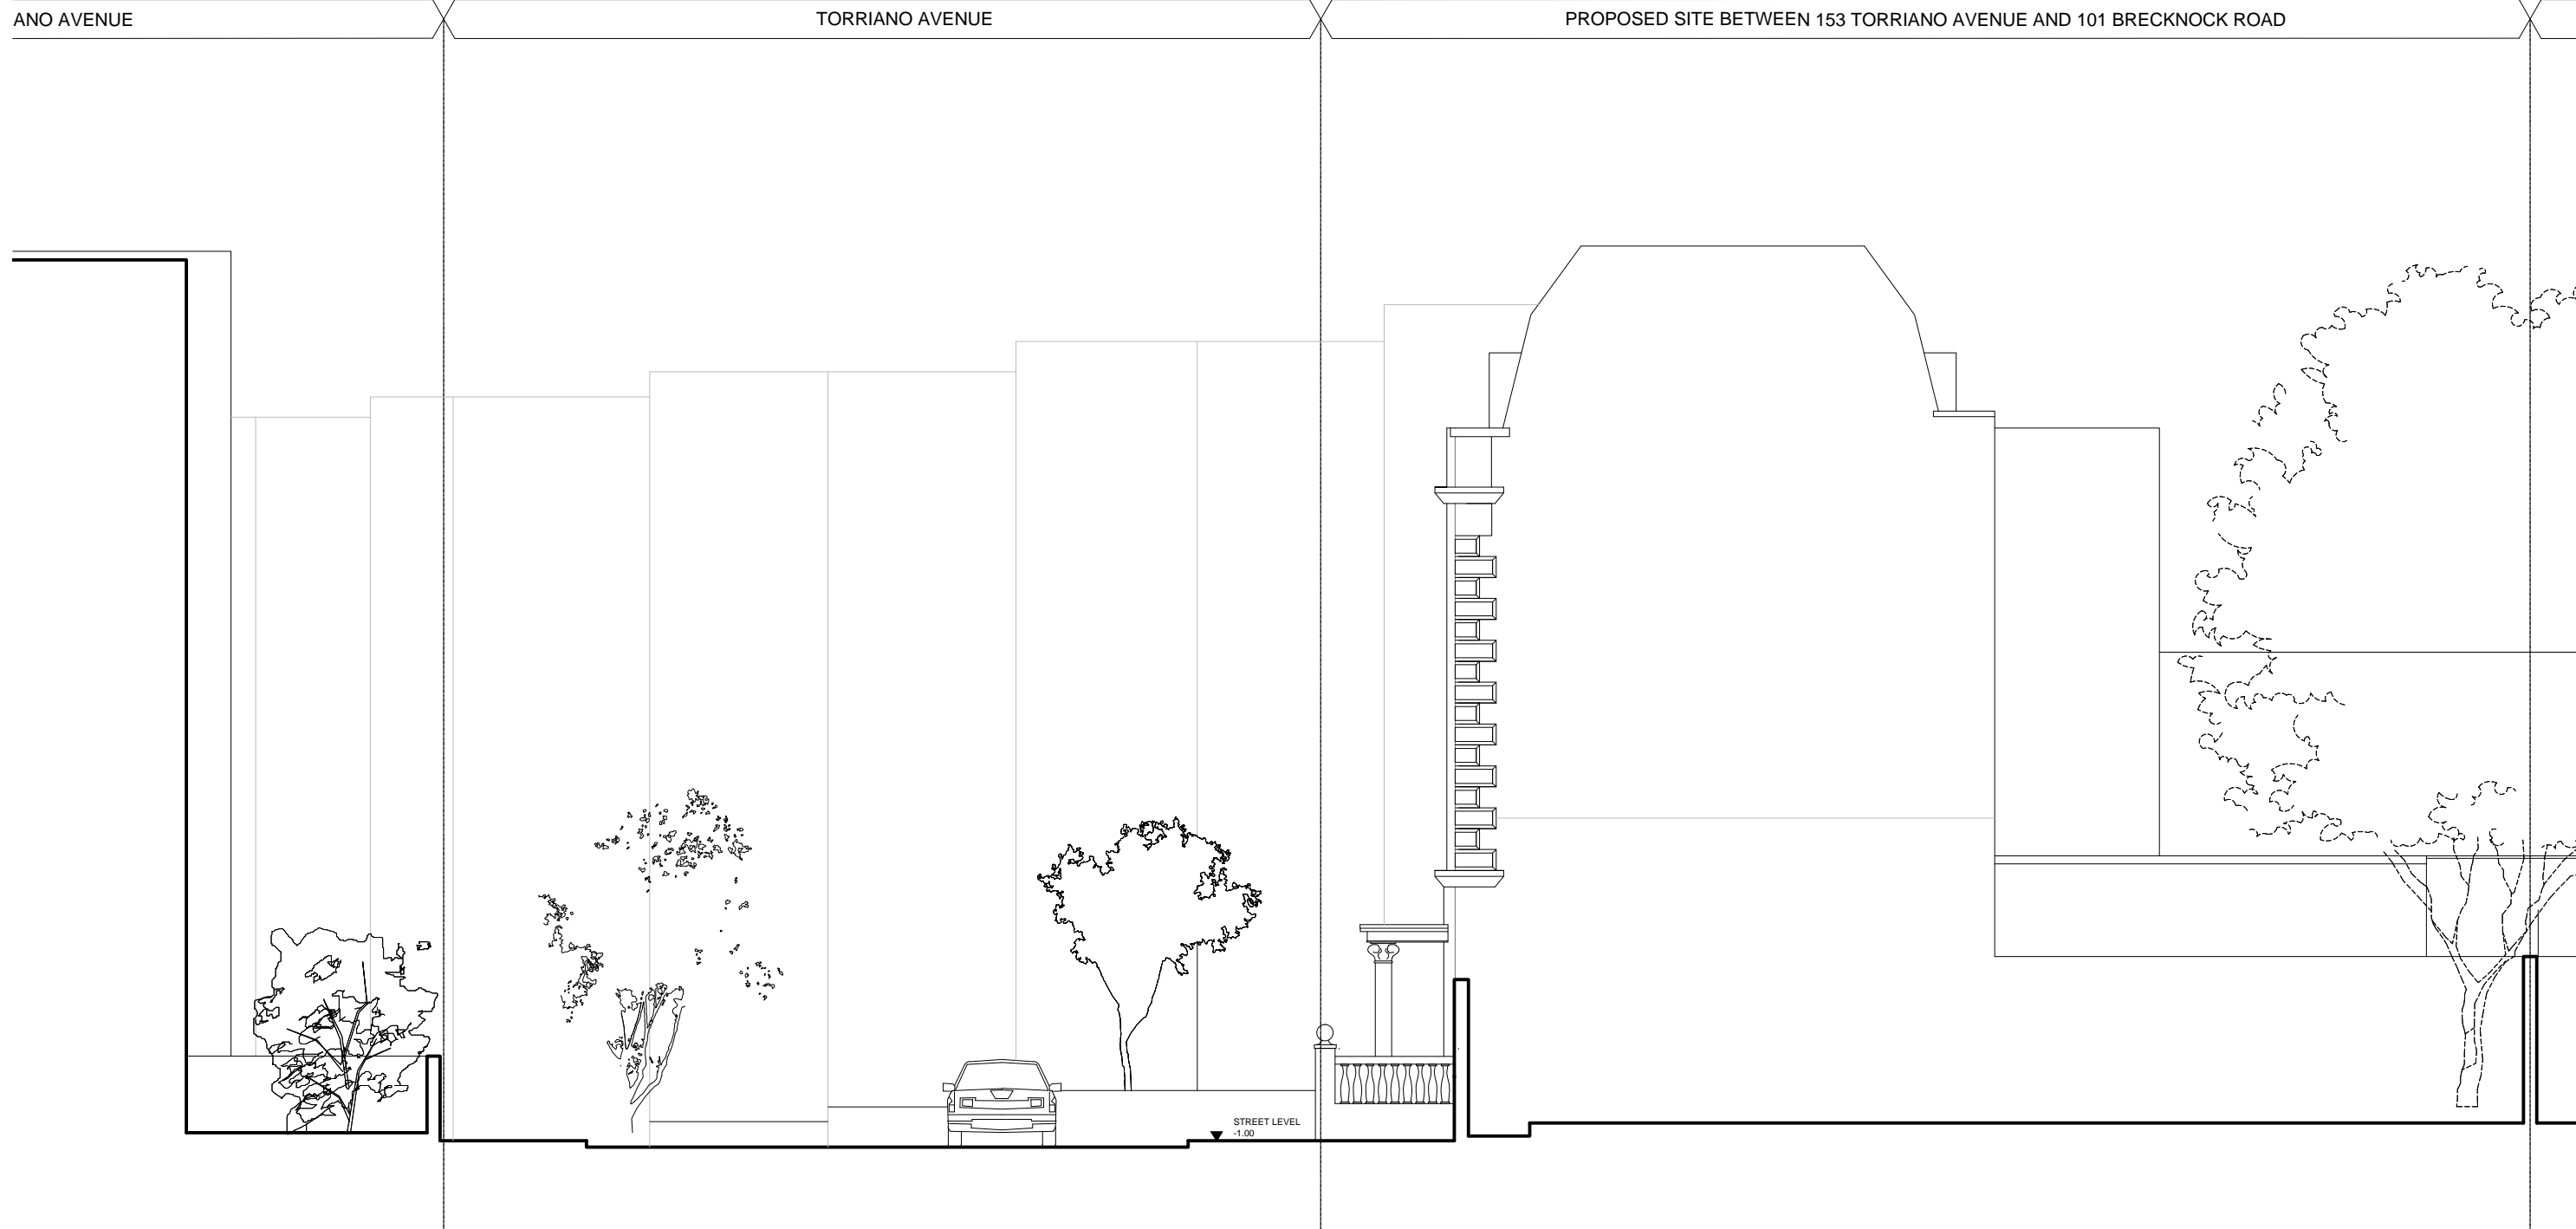 ANO AVENUE
TORRIANO AVENUE
PROPOSED SITE BETWEEN 153 TORRIANO AVENUE AND 101 BRECKNOCK ROAD
STREET LEVEL
-1.00